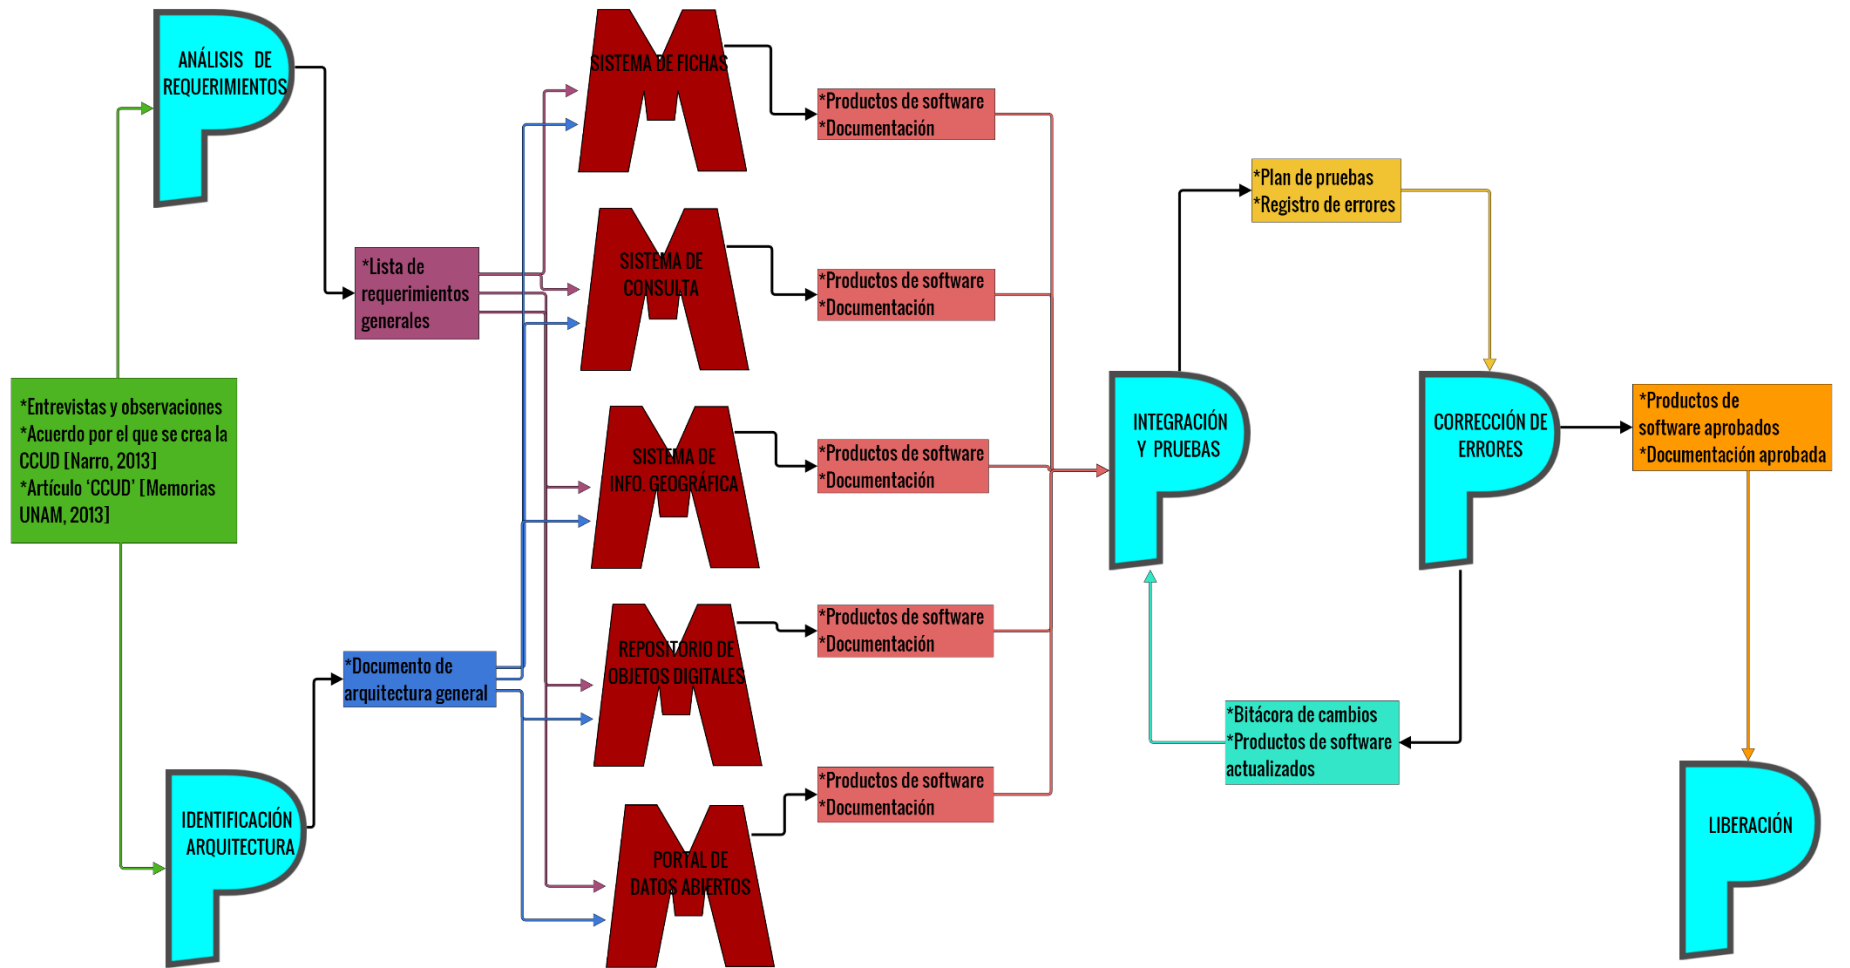 ANÁLISIS DE
REQUERIMIENTOS
*Lista de
requerimientos
generales
*Entrevistas y observaciones
*Acuerdo por el que se crea la
CCUD [Narro, 2013]
*Artículo ‘CCUD’ [Memorias
UNAM, 2013]
*Documento de
arquitectura general
IDENTIFICACIÓN
ARQUITECTURA
SISTEMA DE FICHAS
*Productos de software
*Documentación
SISTEMA DE
CONSULTA
*Productos de software
*Documentación
SISTEMA DE
INFO. GEOGRÁFICA
*Productos de software
*Documentación
REPOSITORIO DE
OBJETOS DIGITALES
*Productos de software
*Documentación
PORTAL DE
DATOS ABIERTOS
*Productos de software
*Documentación
INTEGRACIÓN
Y PRUEBAS
*Plan de pruebas
*Registro de errores
CORRECCIÓN DE
ERRORES
*Bitácora de cambios
*Productos de software
actualizados
*Productos de
software aprobados
*Documentación aprobada
LIBERACIÓN